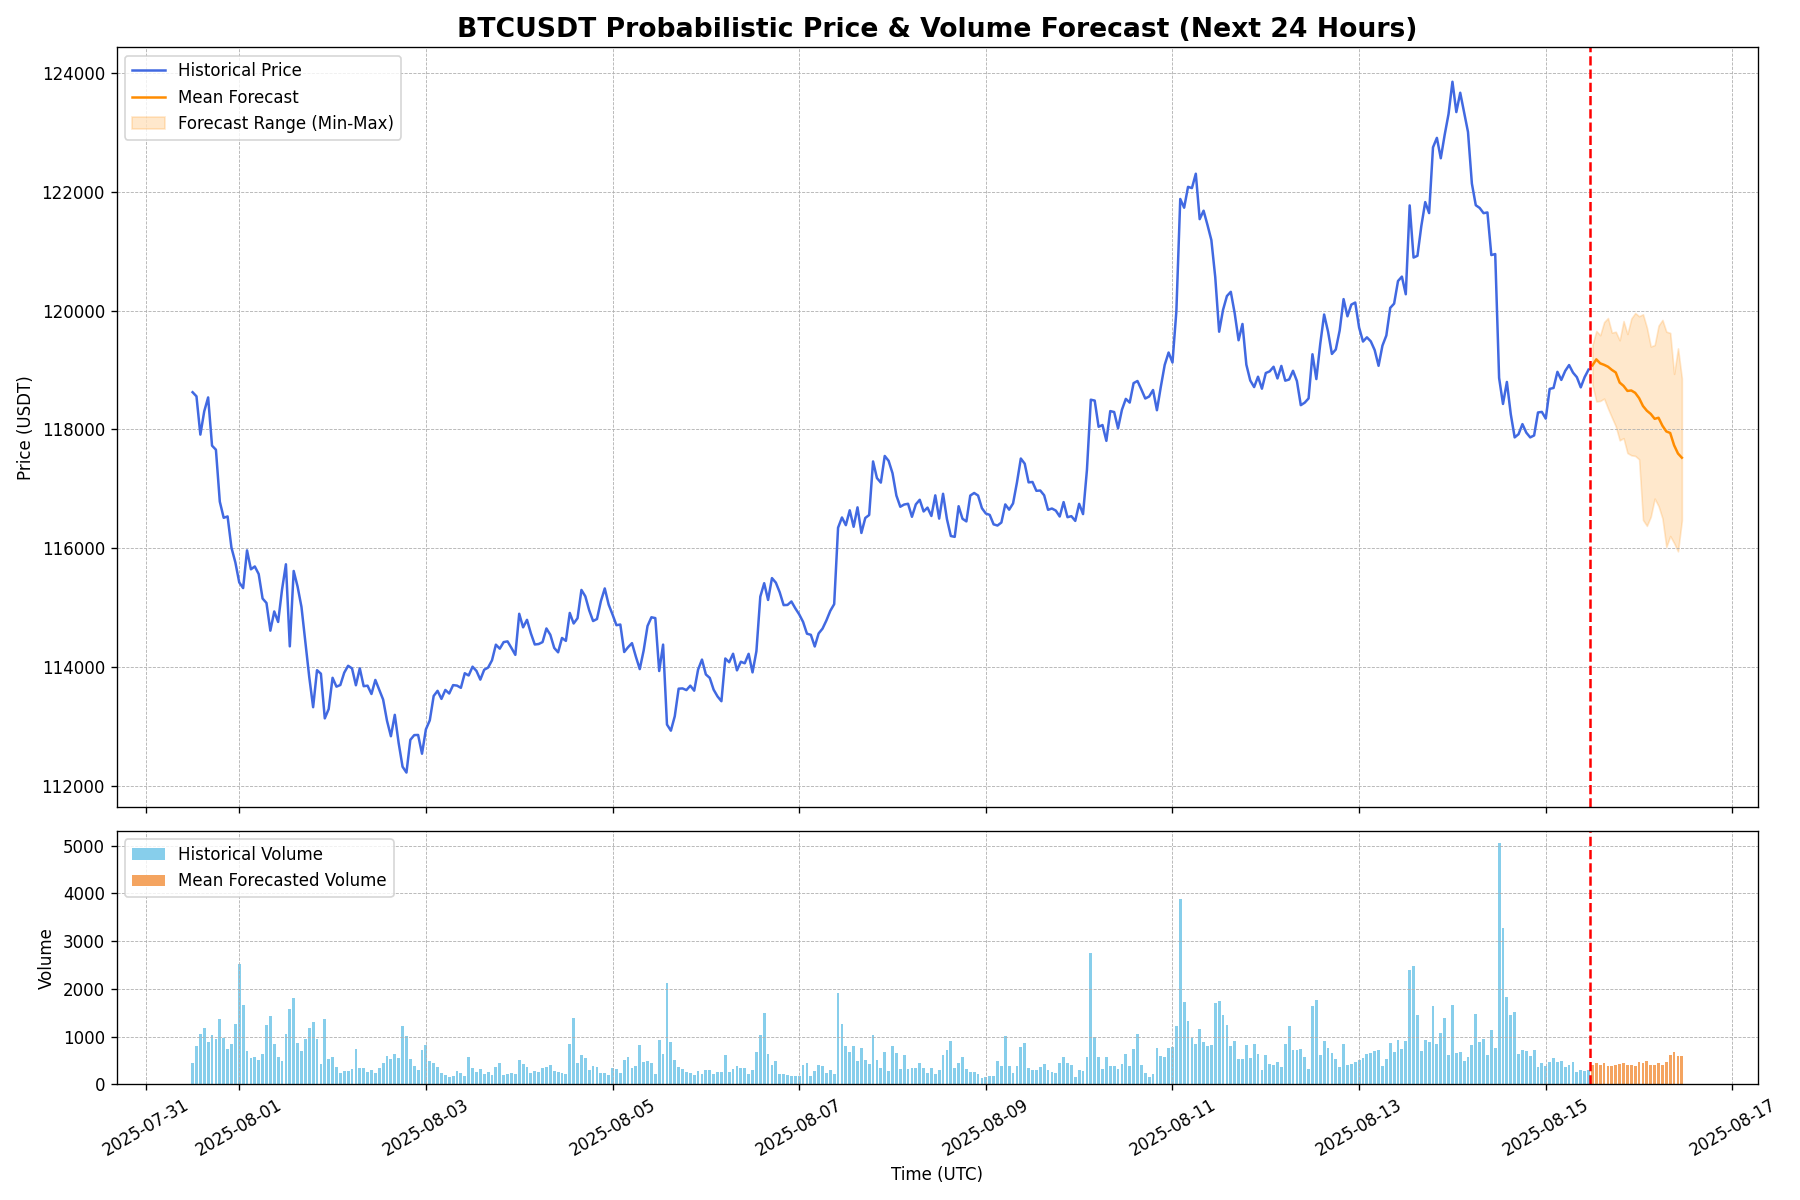 BTCUSDT Probabilistic Price & Volume Forecast (Next 24 Hours)
Historical Price
Mean Forecast
Forecast Range (Min-Max)
Price (USDT)
124000
122000
120000
118000
116000
114000
112000
Historical Volume
Mean Forecasted Volume
Volume
5000
4000
3000
2000
1000
0
2025-07-31
2025-08-01
2025-08-03
2025-08-05
2025-08-07
2025-08-09
2025-08-11
2025-08-13
2025-08-15
2025-08-17
Time (UTC)